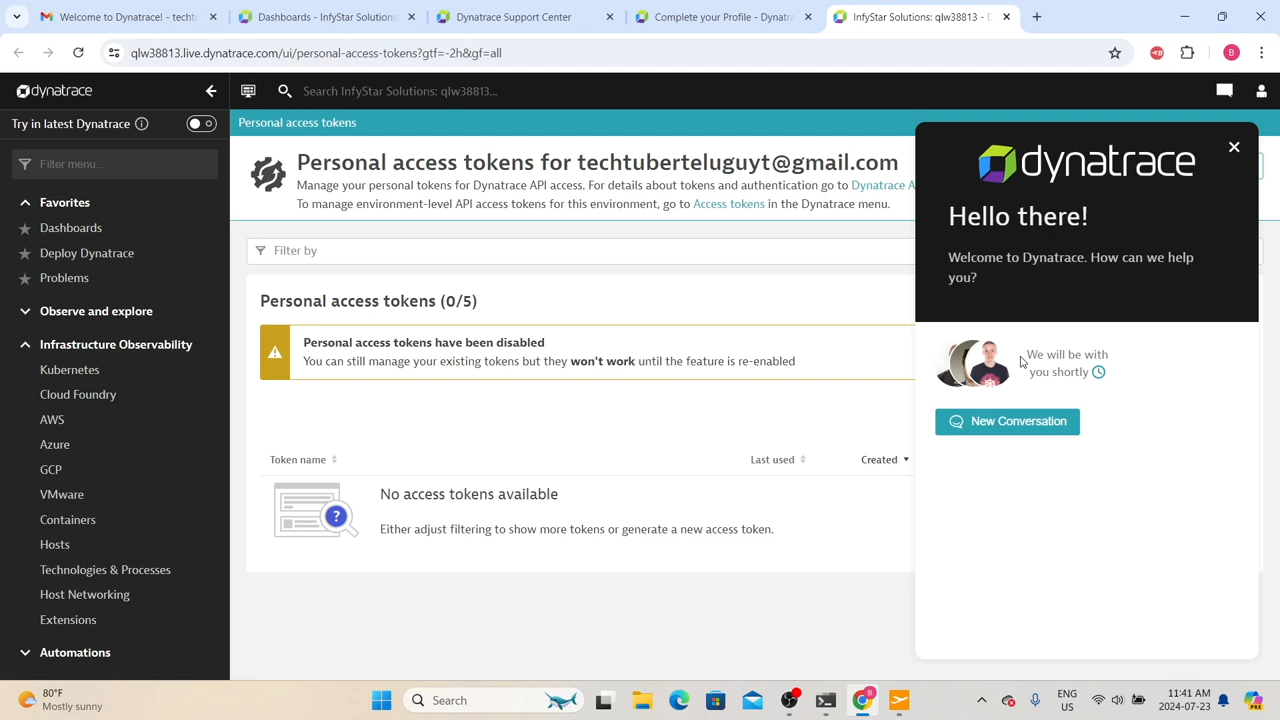 Welcome to Dynatrace! - techtu
Dashboards - InfyStar Solutions
Dynatrace Support Center
Complete your Profile - Dynatra
InfyStar Solutions: qlw38813 - D
qlw38813.live.dynatrace.com/ui/personal-access-tokens?gtf=-2h&gf=all
B
dynatrace
Search InfyStar Solutions: qlw38813...
Try in latest Dynatrace
Personal access tokens
Filter menu...
Favorites
Dashboards
Deploy Dynatrace
Problems
Observe and explore
Infrastructure Observability
Kubernetes
Cloud Foundry
AWS
Azure
GCP
VMware
Containers
Hosts
Technologies & Processes
Host Networking
Extensions
Automations
Personal access tokens for techtuberteluguyt@gmail.com
Manage your personal tokens for Dynatrace API access. For details about tokens and authentication go to Dynatrace A
To manage environment-level API access tokens for this environment, go to Access tokens in the Dynatrace menu.
Filter by
Personal access tokens (0/5)
Personal access tokens have been disabled
You can still manage your existing tokens but they won't work until the feature is re-enabled
Token name
Last used
Created
No access tokens available
Either adjust filtering to show more tokens or generate a new access token.
dynatrace
Hello there!
Welcome to Dynatrace. How can we help
you?
We will be with
you shortly
New Conversation
80°F
Mostly sunny
Search
B
ENG
US
11:41 AM
2024-07-23
PRE